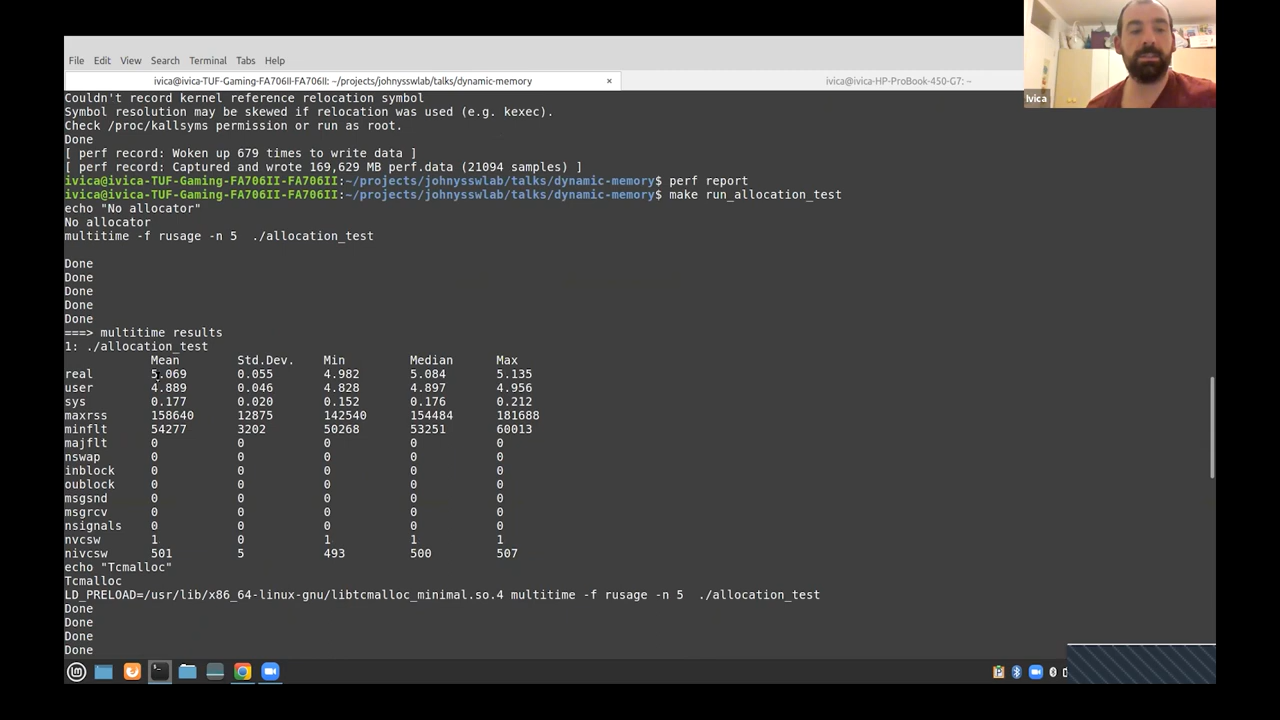 File Edit View Search Terminal Tabs Help
ivica@ivica-TUF-Gaming-FA706II-FA706II: ~/projects/johnysswlab/talks/dynamic-memory × ivica@ivica-HP-ProBook-450-G7: ~
Ivica
Couldn't record kernel reference relocation symbol
Symbol resolution may be skewed if relocation was used (e.g. kexec).
Check /proc/kallsyms permission or run as root.
Done
[ perf record: Woken up 679 times to write data ]
[ perf record: Captured and wrote 169,629 MB perf.data (21094 samples) ]
ivica@ivica-TUF-Gaming-FA706II-FA706II:~/projects/johnysswlab/talks/dynamic-memory$ perf report
ivica@ivica-TUF-Gaming-FA706II-FA706II:~/projects/johnysswlab/talks/dynamic-memory$ make run_allocation_test
echo "No allocator"
No allocator
multitime -f rusage -n 5  ./allocation_test
Done
Done
Done
Done
Done
===> multitime results
1: ./allocation_test
Mean Std.Dev. Min Median Max
real 5.069 0.055 4.982 5.084 5.135
user 4.889 0.046 4.828 4.897 4.956
sys 0.177 0.020 0.152 0.176 0.212
maxrss 158640 12875 142540 154484 181688
minflt 54277 3202 50268 53251 60013
majflt 0 0 0 0 0
nswap 0 0 0 0 0
inblock 0 0 0 0 0
oublock 0 0 0 0 0
msgsnd 0 0 0 0 0
msgrcv 0 0 0 0 0
nsignals 0 0 0 0 0
nvcsw 1 0 1 1 1
nivcsw 501 5 493 500 507
echo "Tcmalloc"
Tcmalloc
LD_PRELOAD=/usr/lib/x86_64-linux-gnu/libtcmalloc_minimal.so.4 multitime -f rusage -n 5  ./allocation_test
Done
Done
Done
Done